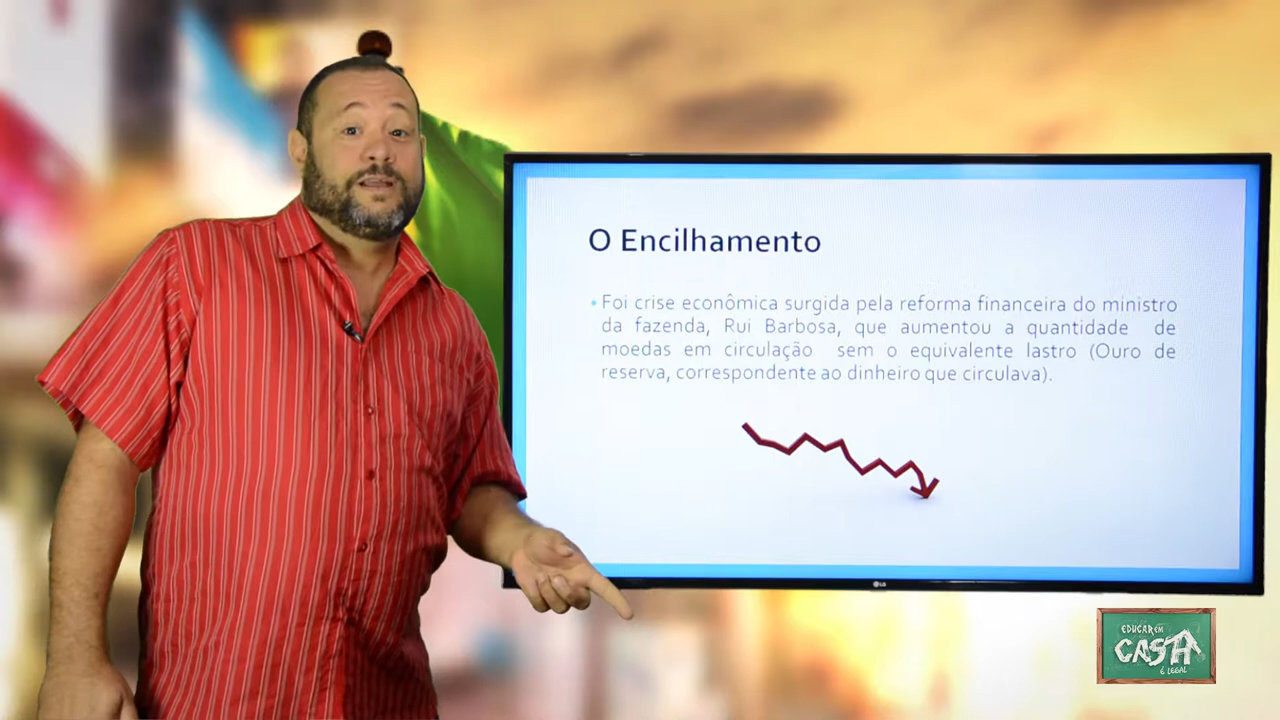 O Encilhamento
• Foi crise econômica surgida pela reforma financeira do ministro
da fazenda, Rui Barbosa, que aumentou a quantidade de
moedas em circulação sem o equivalente lastro (Ouro de
reserva, correspondente ao dinheiro que circulava).
LG
EDUCAR EM
CASA
É LEGAL